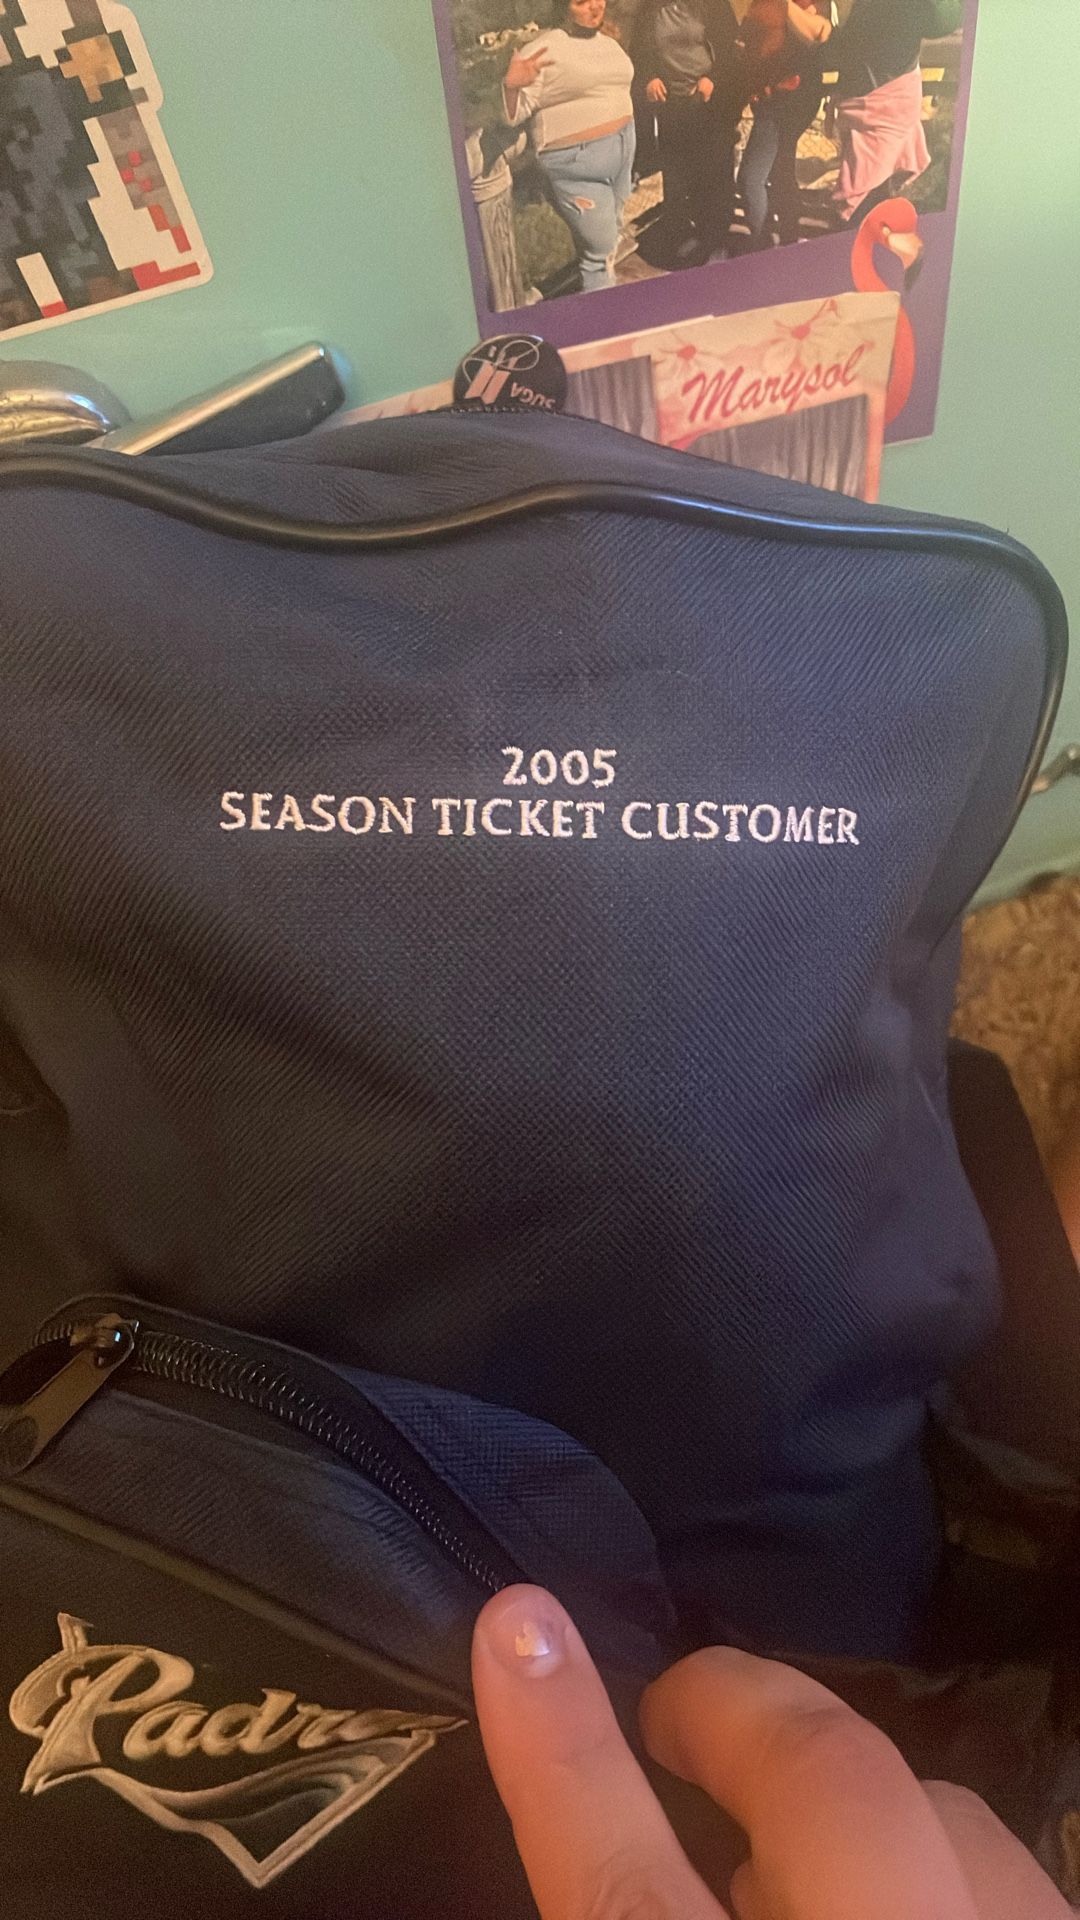 SUGA
Marysol
2005
SEASON TICKET CUSTOMER
Padres